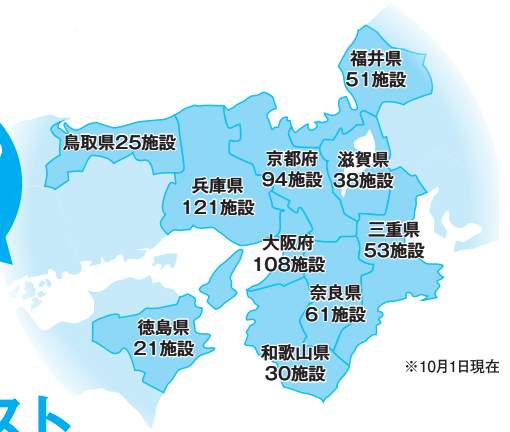 福井県
51施設
鳥取県25施設
京都府
94施設
滋賀県
38施設
兵庫県
121施設
三重県
53施設
大阪府
108施設
奈良県
61施設
徳島県
21施設
和歌山県
30施設
※10月1日現在
スト